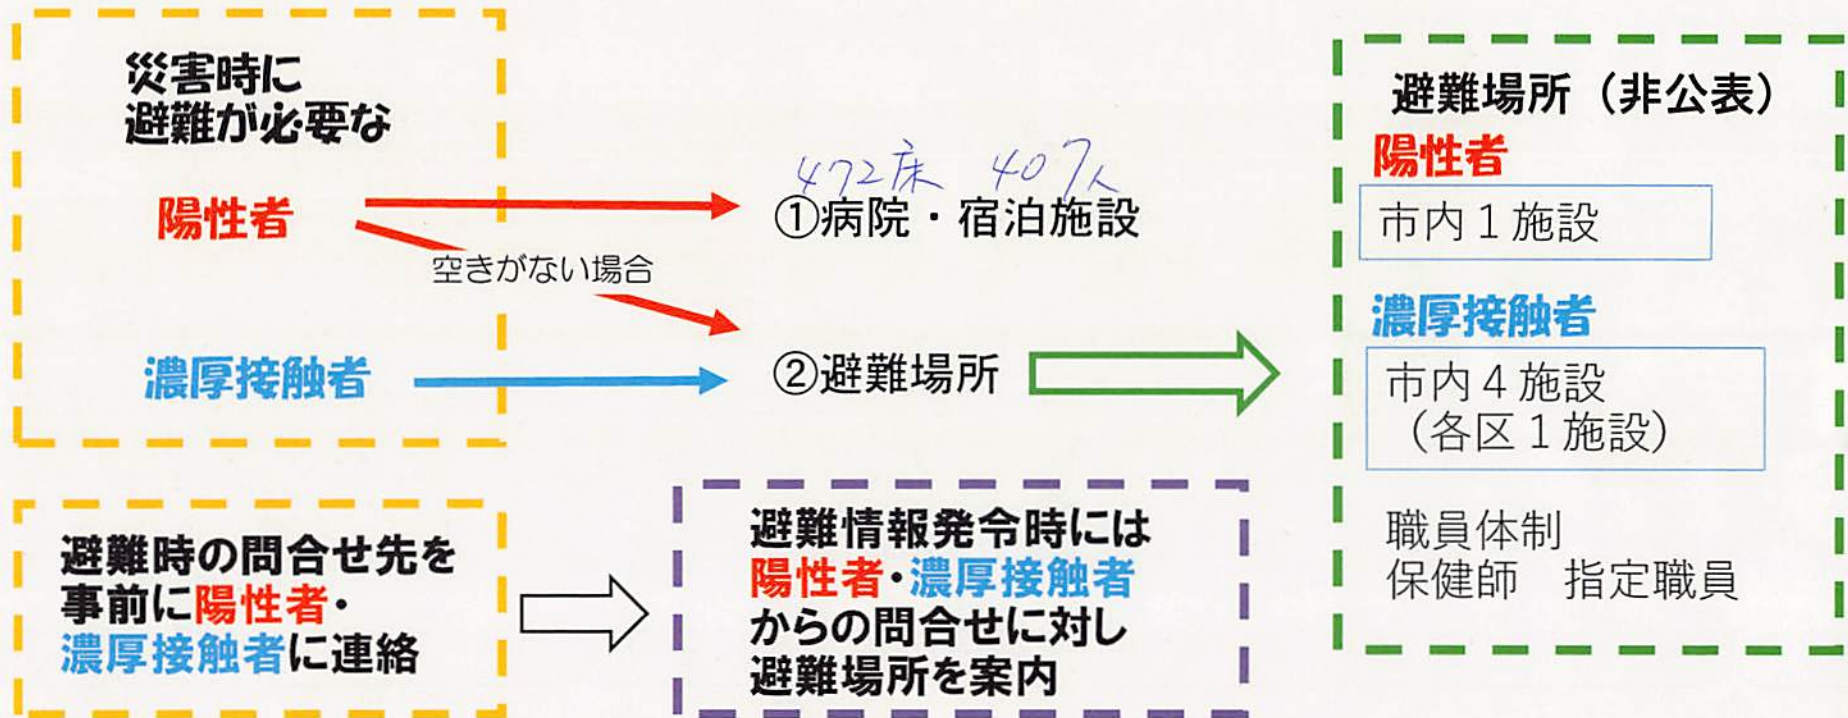 災害時に
避難が必要な
陽性者
空きがない場合
濃厚接触者
472床 407人
①病院・宿泊施設
②避難場所
避難場所（非公表）
陽性者
市内１施設
濃厚接触者
市内４施設
（各区１施設）
職員体制
保健師　指定職員
避難時の問合せ先を
事前に陽性者・
濃厚接触者に連絡
避難情報発令時には
陽性者・濃厚接触者
からの問合せに対し
避難場所を案内